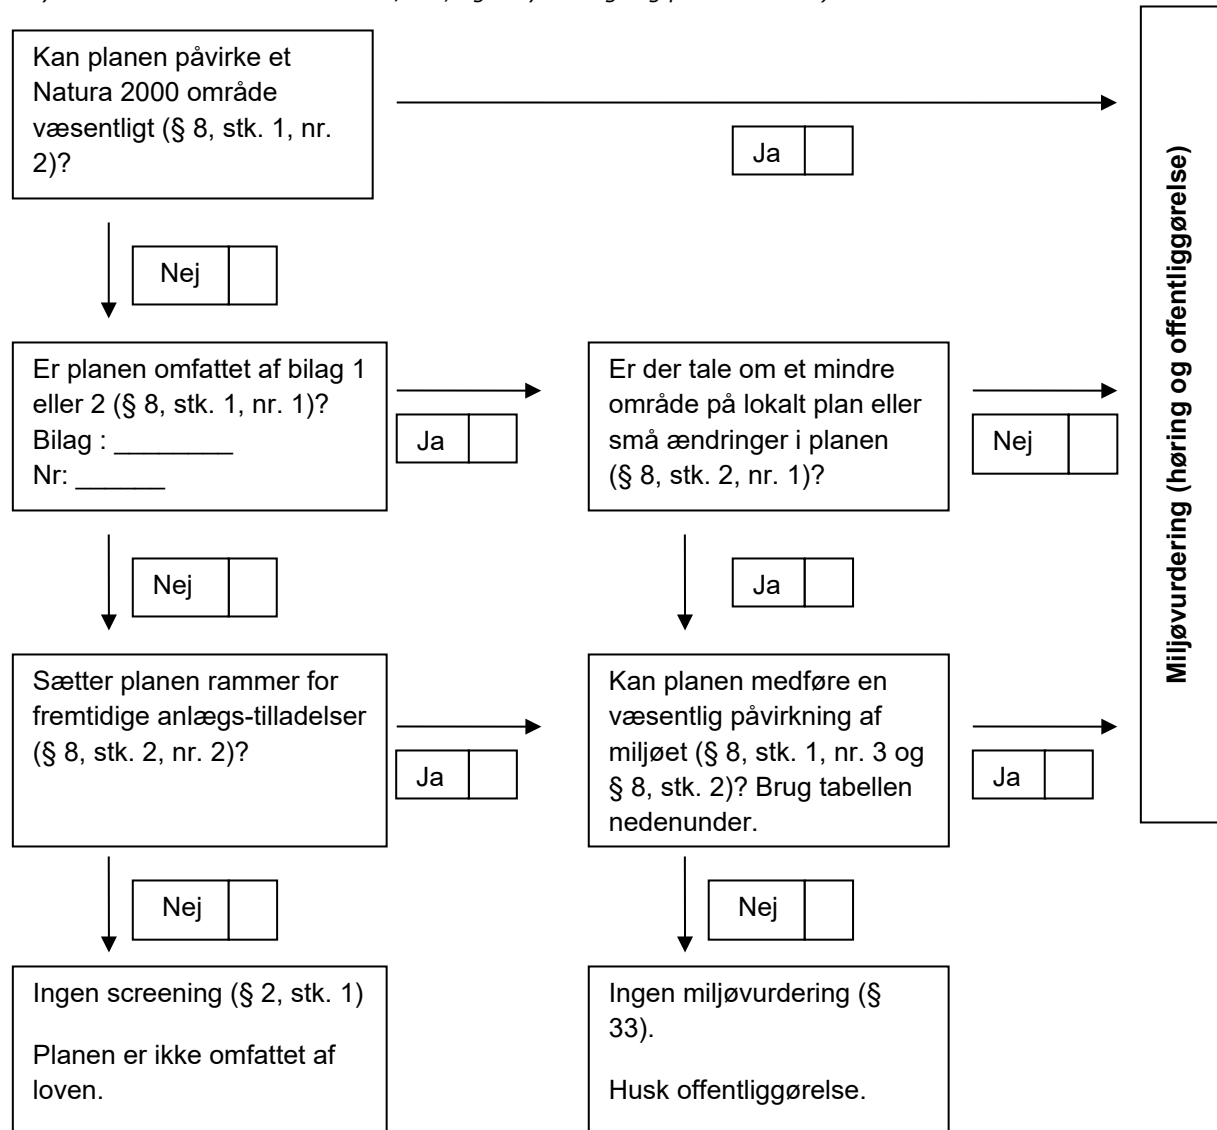 Kan planen påvirke et
Natura 2000 område
væsentligt (§ 8, stk. 1, nr.
2)?
Ja
Nej
Er planen omfattet af bilag 1
eller 2 (§ 8, stk. 1, nr. 1)?
Bilag : ________
Nr: ______
Ja
Er der tale om et mindre
område på lokalt plan eller
små ændringer i planen
(§ 8, stk. 2, nr. 1)?
Nej
Nej
Ja
Sætter planen rammer for
fremtidige anlægs-tilladelser
(§ 8, stk. 2, nr. 2)?
Ja
Kan planen medføre en
væsentlig påvirkning af
miljøet (§ 8, stk. 1, nr. 3 og
§ 8, stk. 2)? Brug tabellen
nedenunder.
Ja
Nej
Nej
Ingen screening (§ 2, stk. 1)
Planen er ikke omfattet af
loven.
Ingen miljøvurdering (§
33).
Husk offentliggørelse.
Miljøvurdering (høring og offentliggørelse)